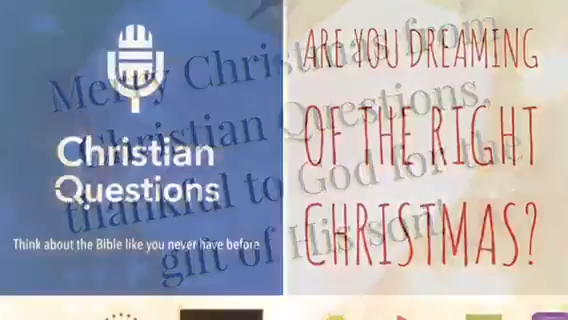 Christian
Questions
Think about the Bible like you never have before
ARE YOU DREAMING
OF THE RIGHT
CHRISTMAS?
Merry Christmas from
Christian Questions,
thankful to God for the
gift of His son!